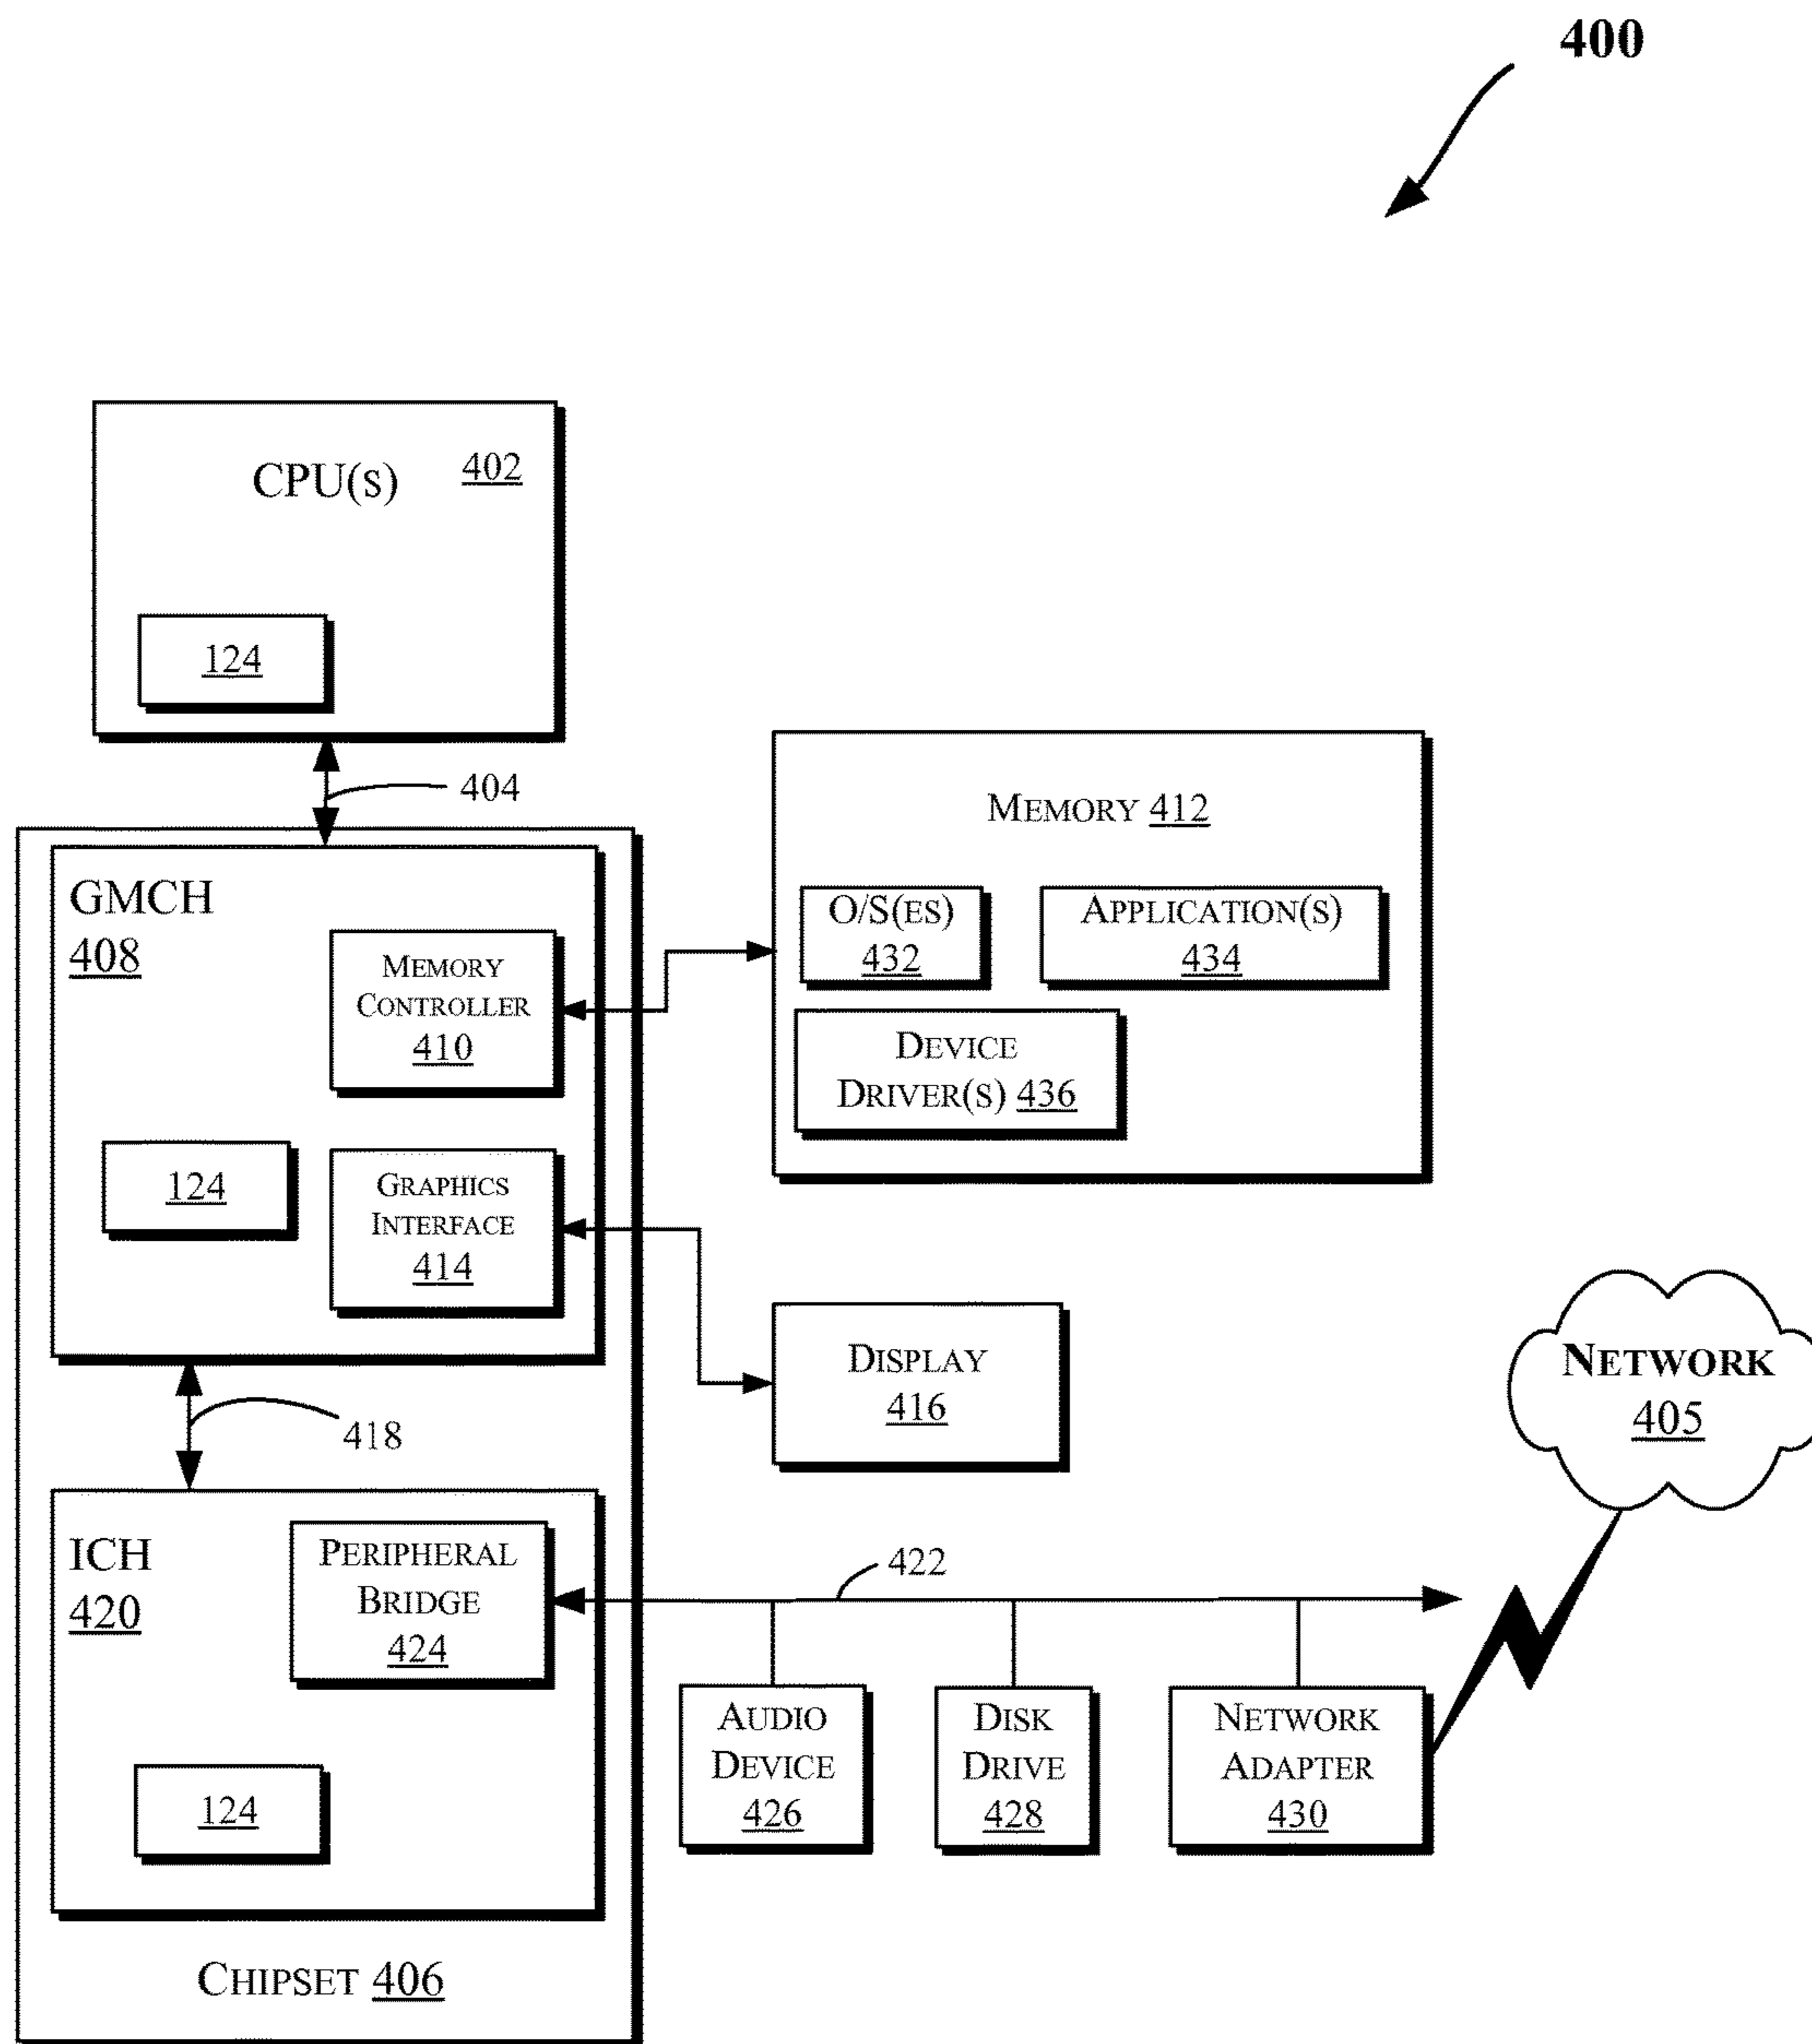 400
CPU(s) 402
124
404
GMCH
408
MEMORY
CONTROLLER
410
124
GRAPHICS
INTERFACE
414
MEMORY 412
O/S(ES)
432
APPLICATION(S)
434
DEVICE
DRIVER(S) 436
DISPLAY
416
NETWORK
405
418
ICH
420
PERIPHERAL
BRIDGE
424
422
124
AUDIO
DEVICE
426
DISK
DRIVE
428
NETWORK
ADAPTER
430
CHIPSET 406